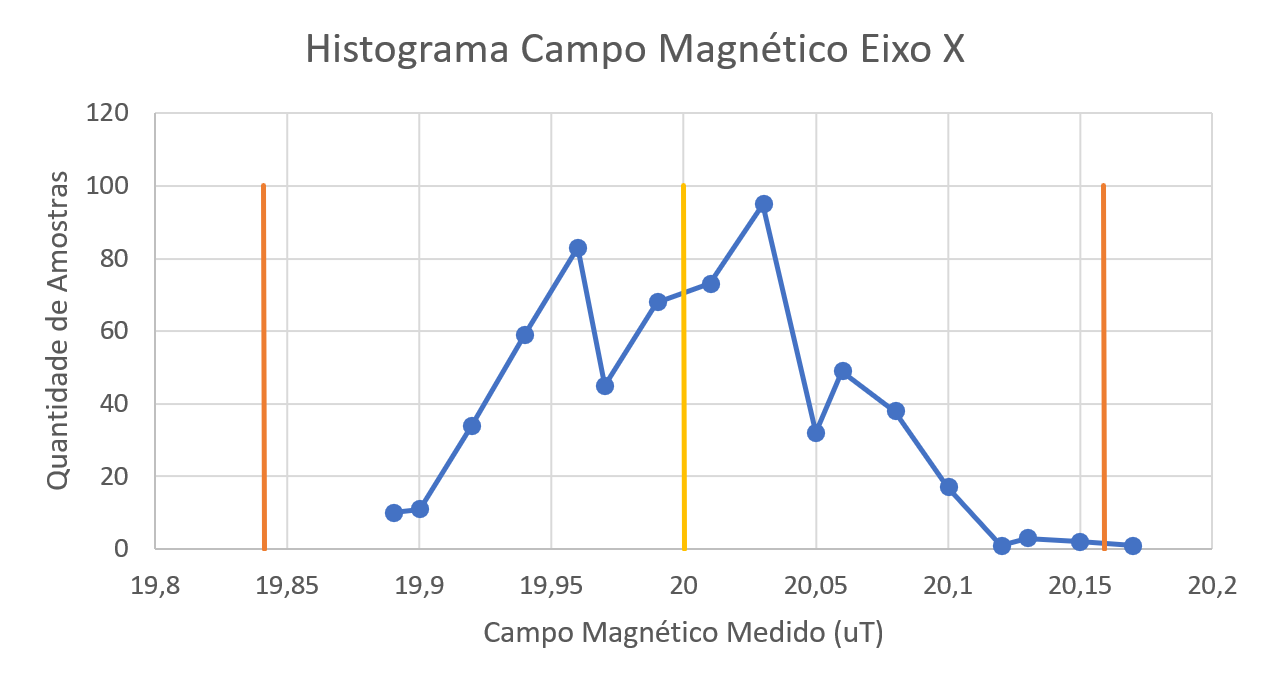 Histograma Campo Magnético Eixo X
120
100
80
60
40
20
0
Quantidade de Amostras
19,8 19,85 19,9 19,95 20 20,05 20,1 20,15 20,2
Campo Magnético Medido (uT)